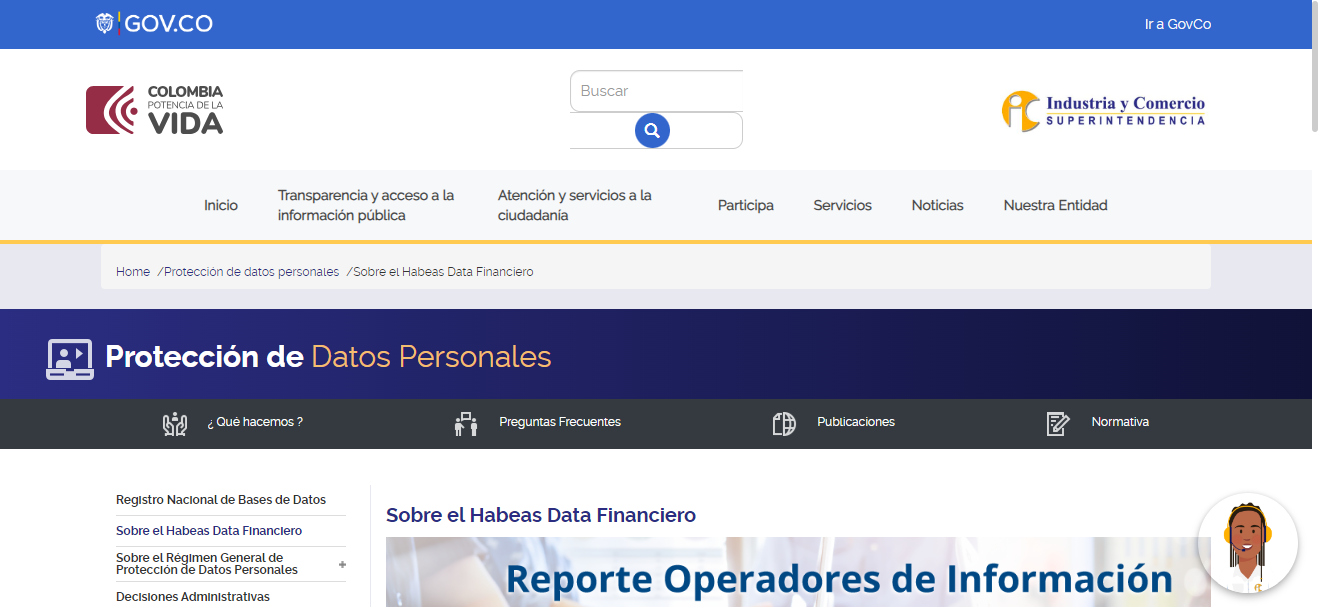 GOV.CO
Ir a GovCo
COLOMBIA
POTENCIA DE LA
VIDA
Buscar
Industria y Comercio
SUPERINTENDENCIA
Inicio
Transparencia y acceso a la
información pública
Atención y servicios a la
ciudadanía
Participa
Servicios
Noticias
Nuestra Entidad
Home /Protección de datos personales /Sobre el Habeas Data Financiero
Protección de Datos Personales
¿ Qué hacemos ?
Preguntas Frecuentes
Publicaciones
Normativa
Registro Nacional de Bases de Datos
Sobre el Habeas Data Financiero
Sobre el Régimen General de
Protección de Datos Personales
+
Decisiones Administrativas
Sobre el Habeas Data Financiero
Reporte Operadores de Información